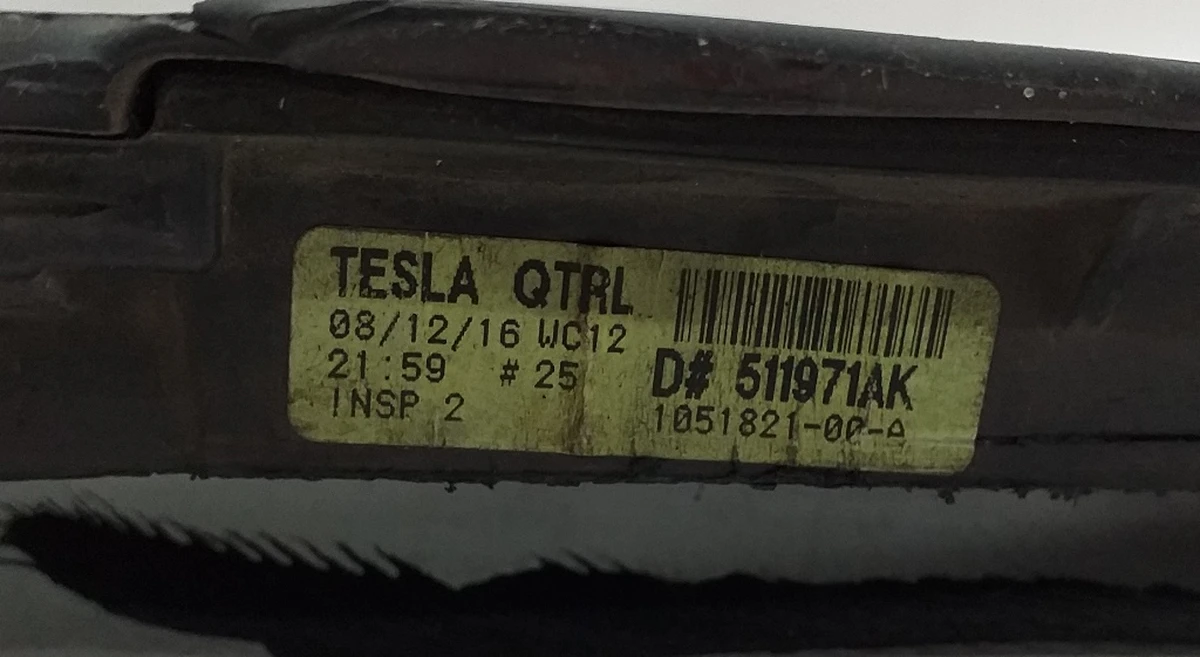 TESLA QTRL
08/12/16 WC12
21:59 # 25
INSP 2
D# 511971AK
1051821-00-A